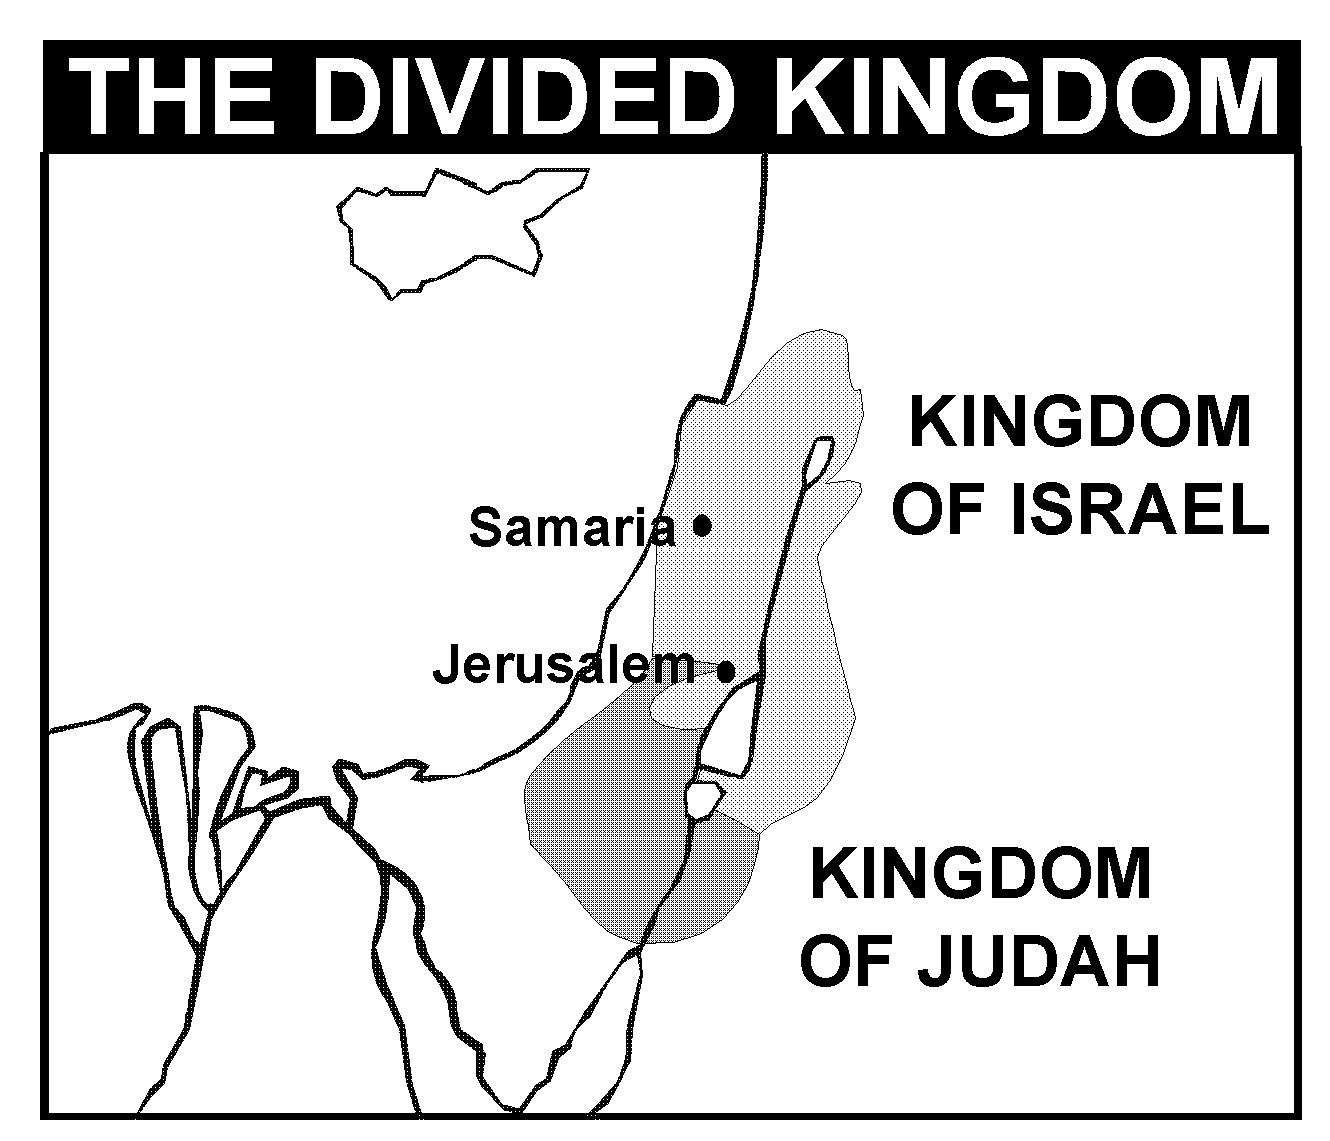 THE DIVIDED KINGDOM
KINGDOM
OF ISRAEL
Samaria
Jerusalem
KINGDOM
OF JUDAH